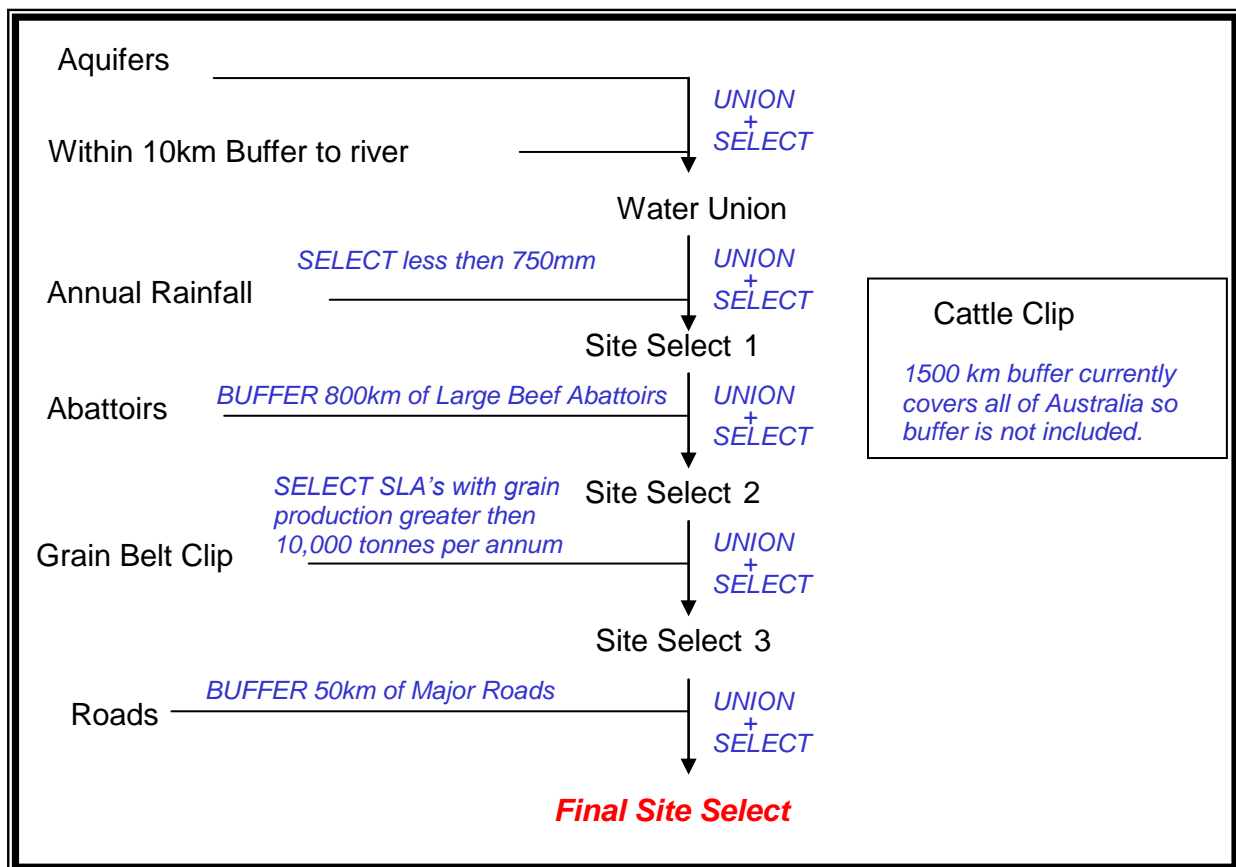 Aquifers
UNION
+
SELECT
Within 10km Buffer to river
Water Union
SELECT less then 750mm
UNION
+
SELECT
Annual Rainfall
Site Select 1
Cattle Clip
1500 km buffer currently
covers all of Australia so
buffer is not included.
BUFFER 800km of Large Beef Abattoirs
Abattoirs
UNION
+
SELECT
Site Select 2
SELECT SLA's with grain
production greater then
10,000 tonnes per annum
Grain Belt Clip
UNION
+
SELECT
Site Select 3
BUFFER 50km of Major Roads
Roads
UNION
+
SELECT
Final Site Select